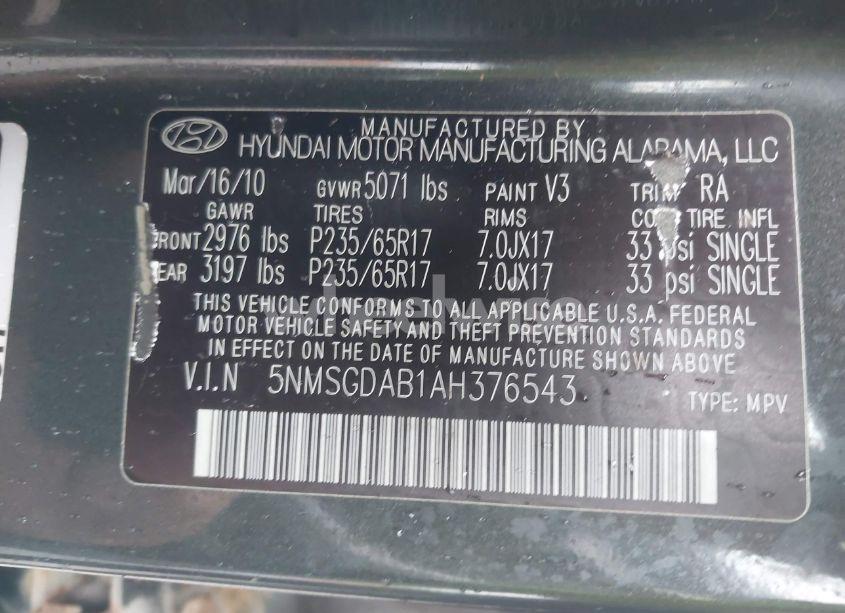 MANUFACTURED BY
HYUNDAI MOTOR MANUFACTURING ALABAMA, LLC
Mar/16/10 GVWR 5071 lbs PAINT V3 TRIM RA
GAWR TIRES RIMS COLD TIRE INFL
FRONT 2976 lbs P235/65R17 7.0JX17 33 psi SINGLE
REAR 3197 lbs P235/65R17 7.0JX17 33 psi SINGLE
THIS VEHICLE CONFORMS TO ALL APPLICABLE U.S.A. FEDERAL
MOTOR VEHICLE SAFETY AND THEFT PREVENTION STANDARDS
IN EFFECT ON THE DATE OF MANUFACTURE SHOWN ABOVE
V.I.N 5NMSGDAB1AH376543 TYPE: MPV